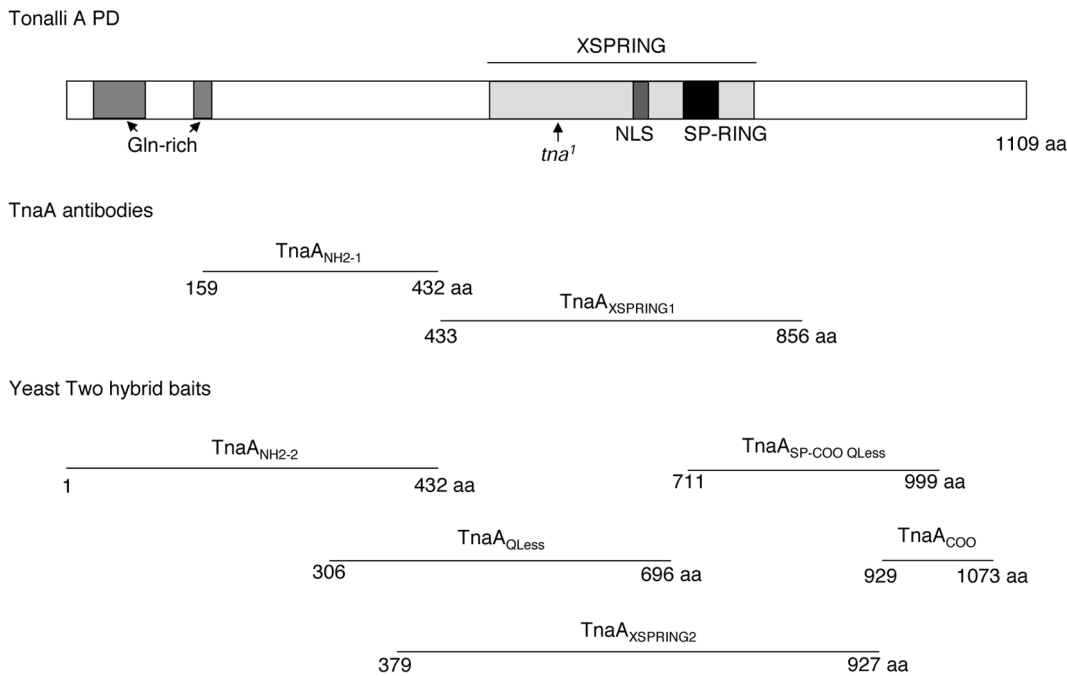 Tonalli A PD
XSPRING
Gln-rich
tna1
NLS
SP-RING
1109 aa
TnaA antibodies
TnaANH2-1
159
432 aa
TnaAXSPRING1
433
856 aa
Yeast Two hybrid baits
TnaANH2-2
1
432 aa
TnaASP-COO QLess
711
999 aa
TnaAQLess
306
696 aa
TnaACOO
929
1073 aa
TnaAXSPRING2
379
927 aa